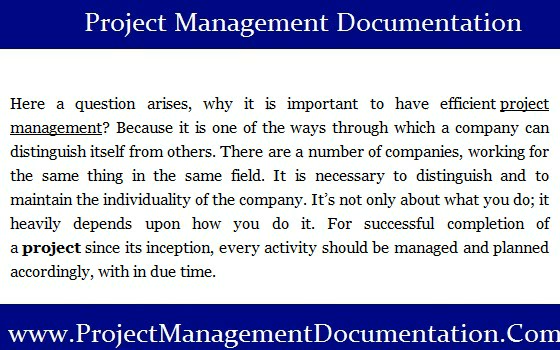 Project Management Documentation
Here a question arises, why it is important to have efficient project
management? Because it is one of the ways through which a company can
distinguish itself from others. There are a number of companies, working for
the same thing in the same field. It is necessary to distinguish and to
maintain the individuality of the company. It’s not only about what you do; it
heavily depends upon how you do it. For successful completion of
a project since its inception, every activity should be managed and planned
accordingly, with in due time.
www.ProjectManagementDocumentation.Com